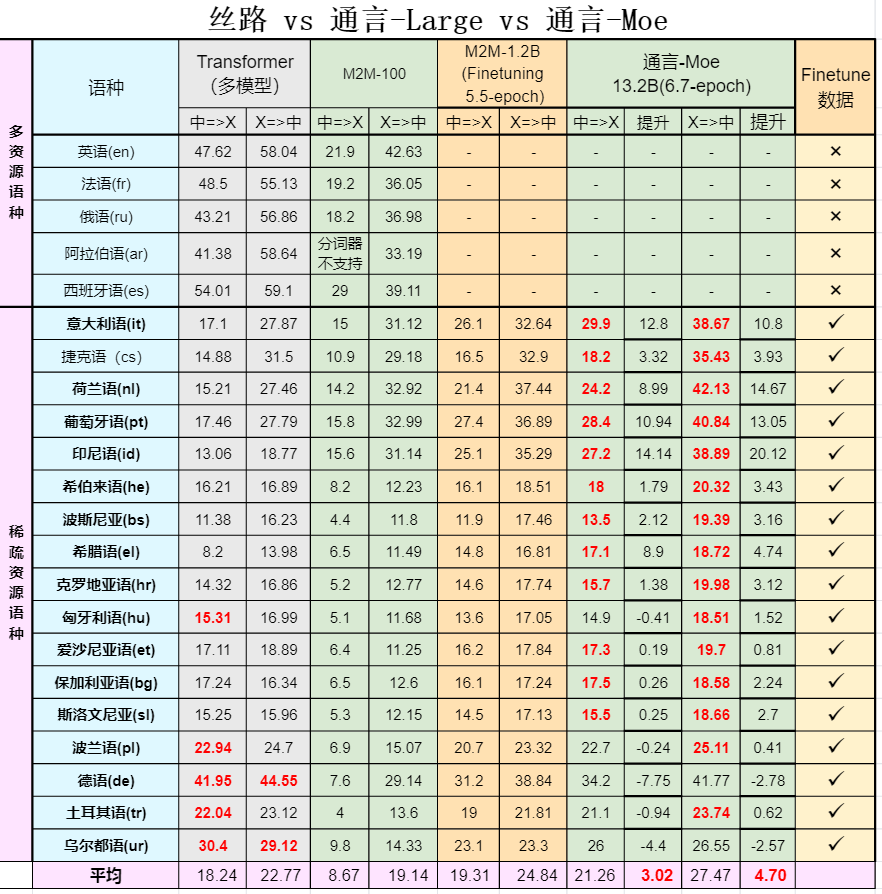 丝路 vs 通言-Large vs 通言-Moe
语种 Transformer（多模型） M2M-100 M2M-1.2B (Finetuning 5.5-epoch) 通言-Moe 13.2B(6.7-epoch) Finetune 数据
中=>X X=>中 中=>X X=>中 中=>X X=>中 中=>X 提升 X=>中 提升
多资源语种
英语(en) 47.62 58.04 21.9 42.63 - - - - - - ×
法语(fr) 48.5 55.13 19.2 36.05 - - - - - - ×
俄语(ru) 43.21 56.86 18.2 36.98 - - - - - - ×
阿拉伯语(ar) 41.38 58.64 分词器不支持 33.19 - - - - - - ×
西班牙语(es) 54.01 59.1 29 39.11 - - - - - - ×
稀疏资源语种
意大利语(it) 17.1 27.87 15 31.12 26.1 32.64 29.9 12.8 38.67 10.8 ✓
捷克语（cs） 14.88 31.5 10.9 29.18 16.5 32.9 18.2 3.32 35.43 3.93 ✓
荷兰语(nl) 15.21 27.46 14.2 32.92 21.4 37.44 24.2 8.99 42.13 14.67 ✓
葡萄牙语(pt) 17.46 27.79 15.8 32.99 27.4 36.89 28.4 10.94 40.84 13.05 ✓
印尼语(id) 13.06 18.77 15.6 31.14 25.1 35.29 27.2 14.14 38.89 20.12 ✓
希伯来语(he) 16.21 16.89 8.2 12.23 16.1 18.51 18 1.79 20.32 3.43 ✓
波斯尼亚(bs) 11.38 16.23 4.4 11.8 11.9 17.46 13.5 2.12 19.39 3.16 ✓
希腊语(el) 8.2 13.98 6.5 11.49 14.8 16.81 17.1 8.9 18.72 4.74 ✓
克罗地亚语(hr) 14.32 16.86 5.2 12.77 14.6 17.74 15.7 1.38 19.98 3.12 ✓
匈牙利语(hu) 15.31 16.99 5.1 11.68 13.6 17.05 14.9 -0.41 18.51 1.52 ✓
爱沙尼亚语(et) 17.11 18.89 6.4 11.25 16.2 17.84 17.3 0.19 19.7 0.81 ✓
保加利亚语(bg) 17.24 16.34 6.5 12.6 16.1 17.24 17.5 0.26 18.58 2.24 ✓
斯洛文尼亚(sl) 15.25 15.96 5.3 12.15 14.5 17.13 15.5 0.25 18.66 2.7 ✓
波兰语(pl) 22.94 24.7 6.9 15.07 20.7 23.32 22.7 -0.24 25.11 0.41 ✓
德语(de) 41.95 44.55 7.6 29.14 31.2 38.84 34.2 -7.75 41.77 -2.78 ✓
土耳其语(tr) 22.04 23.12 4 13.6 19 21.81 21.1 -0.94 23.74 0.62 ✓
乌尔都语(ur) 30.4 29.12 9.8 14.33 23.1 23.3 26 -4.4 26.55 -2.57 ✓
平均 18.24 22.77 8.67 19.14 19.31 24.84 21.26 3.02 27.47 4.70